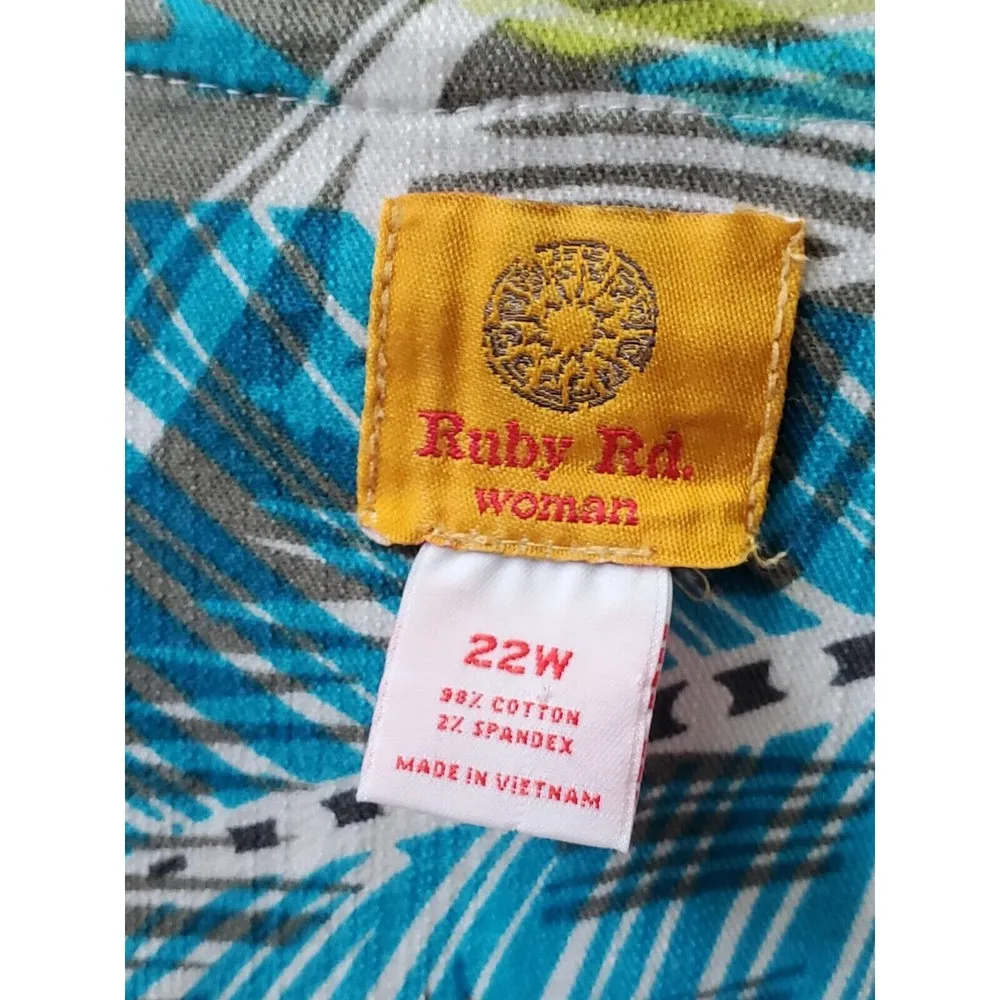 Ruby Rd.
woman
22W
98% COTTON
2% SPANDEX
MADE IN VIETNAM